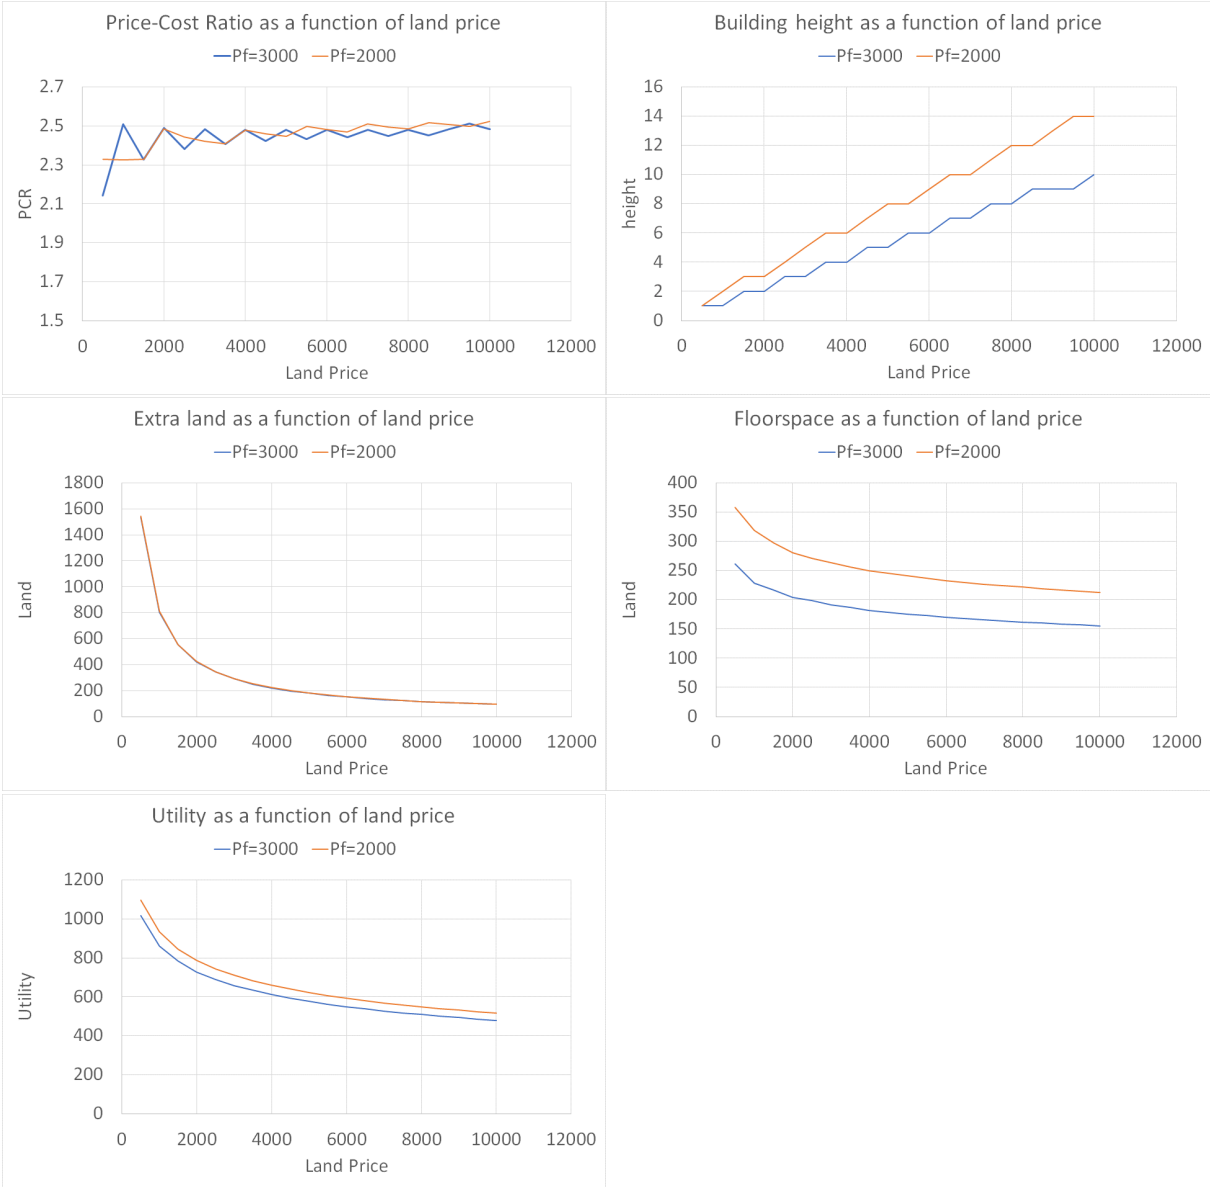 Price-Cost Ratio as a function of land price
Pf=3000 Pf=2000
2.7
2.5
2.3
2.1
1.9
1.7
1.5
PCR
0 2000 4000 6000 8000 10000 12000
Land Price
Building height as a function of land price
Pf=3000 Pf=2000
16
14
12
10
8
6
4
2
0
height
0 2000 4000 6000 8000 10000 12000
Land Price
Extra land as a function of land price
Pf=3000 Pf=2000
1800
1600
1400
1200
1000
800
600
400
200
0
Land
0 2000 4000 6000 8000 10000 12000
Land Price
Floorspace as a function of land price
Pf=3000 Pf=2000
400
350
300
250
200
150
100
50
0
Land
0 2000 4000 6000 8000 10000 12000
Land Price
Utility as a function of land price
Pf=3000 Pf=2000
1200
1000
800
600
400
200
0
Utility
0 2000 4000 6000 8000 10000 12000
Land Price